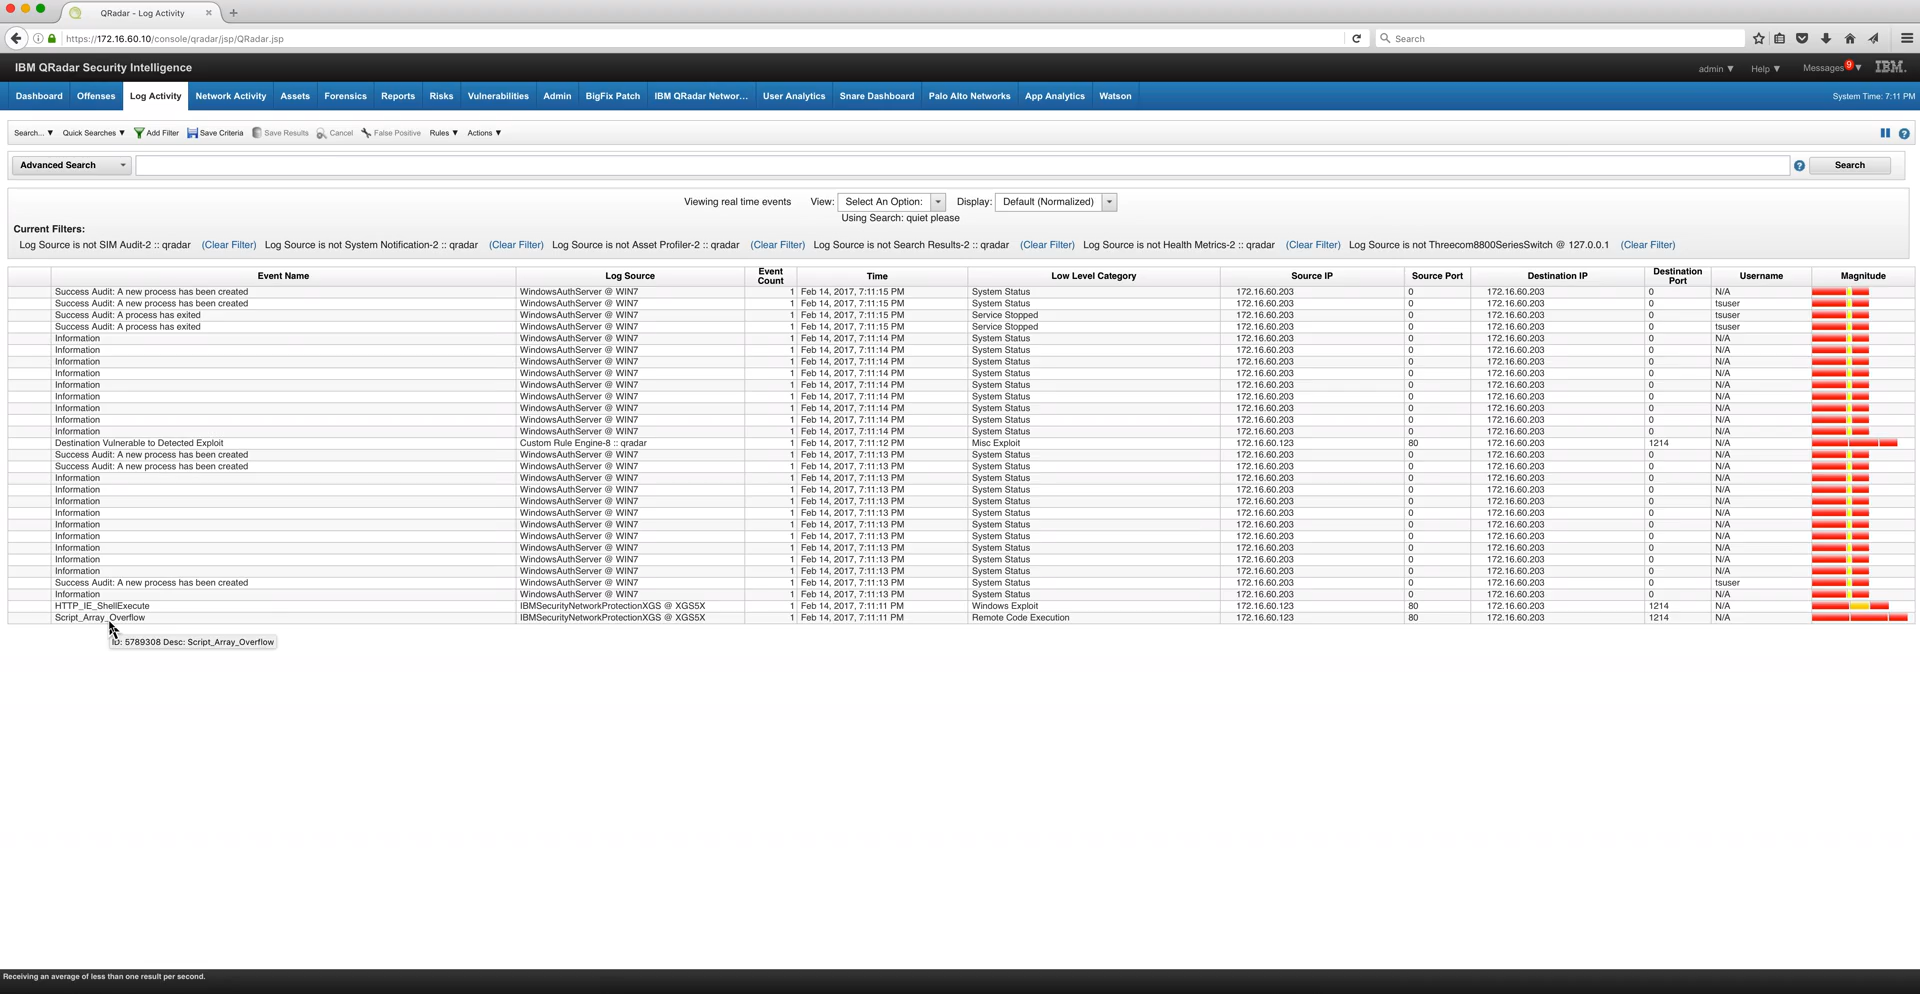 QRadar - Log Activity
https://172.16.60.10/console/qradar/jsp/QRadar.jsp
Search
IBM QRadar Security Intelligence
admin ▼ Help ▼ Messages 9 ▼ IBM.
Dashboard Offenses Log Activity Network Activity Assets Forensics Reports Risks Vulnerabilities Admin BigFix Patch IBM QRadar Networ... User Analytics Snare Dashboard Palo Alto Networks App Analytics Watson System Time: 7:11 PM
Search... ▼ Quick Searches ▼ Add Filter Save Criteria Save Results Cancel False Positive Rules ▼ Actions ▼
Advanced Search Search
Viewing real time events View: Select An Option: Display: Default (Normalized)
Using Search: quiet please
Current Filters:
Log Source is not SIM Audit-2 :: qradar (Clear Filter) Log Source is not System Notification-2 :: qradar (Clear Filter) Log Source is not Asset Profiler-2 :: qradar (Clear Filter) Log Source is not Search Results-2 :: qradar (Clear Filter) Log Source is not Health Metrics-2 :: qradar (Clear Filter) Log Source is not Threecom8800SeriesSwitch @ 127.0.0.1 (Clear Filter)
Event Name Log Source Event Count Time Low Level Category Source IP Source Port Destination IP Destination Port Username Magnitude
Success Audit: A new process has been created WindowsAuthServer @ WIN7 1 Feb 14, 2017, 7:11:15 PM System Status 172.16.60.203 0 172.16.60.203 0 N/A
Success Audit: A new process has been created WindowsAuthServer @ WIN7 1 Feb 14, 2017, 7:11:15 PM System Status 172.16.60.203 0 172.16.60.203 0 tsuser
Success Audit: A process has exited WindowsAuthServer @ WIN7 1 Feb 14, 2017, 7:11:15 PM Service Stopped 172.16.60.203 0 172.16.60.203 0 tsuser
Success Audit: A process has exited WindowsAuthServer @ WIN7 1 Feb 14, 2017, 7:11:15 PM Service Stopped 172.16.60.203 0 172.16.60.203 0 tsuser
Information WindowsAuthServer @ WIN7 1 Feb 14, 2017, 7:11:14 PM System Status 172.16.60.203 0 172.16.60.203 0 N/A
Information WindowsAuthServer @ WIN7 1 Feb 14, 2017, 7:11:14 PM System Status 172.16.60.203 0 172.16.60.203 0 N/A
Information WindowsAuthServer @ WIN7 1 Feb 14, 2017, 7:11:14 PM System Status 172.16.60.203 0 172.16.60.203 0 N/A
Information WindowsAuthServer @ WIN7 1 Feb 14, 2017, 7:11:14 PM System Status 172.16.60.203 0 172.16.60.203 0 N/A
Information WindowsAuthServer @ WIN7 1 Feb 14, 2017, 7:11:14 PM System Status 172.16.60.203 0 172.16.60.203 0 N/A
Information WindowsAuthServer @ WIN7 1 Feb 14, 2017, 7:11:14 PM System Status 172.16.60.203 0 172.16.60.203 0 N/A
Information WindowsAuthServer @ WIN7 1 Feb 14, 2017, 7:11:14 PM System Status 172.16.60.203 0 172.16.60.203 0 N/A
Information WindowsAuthServer @ WIN7 1 Feb 14, 2017, 7:11:14 PM System Status 172.16.60.203 0 172.16.60.203 0 N/A
Information WindowsAuthServer @ WIN7 1 Feb 14, 2017, 7:11:14 PM System Status 172.16.60.203 0 172.16.60.203 0 N/A
Destination Vulnerable to Detected Exploit Custom Rule Engine-8 :: qradar 1 Feb 14, 2017, 7:11:12 PM Misc Exploit 172.16.60.123 80 172.16.60.203 1214 N/A
Success Audit: A new process has been created WindowsAuthServer @ WIN7 1 Feb 14, 2017, 7:11:13 PM System Status 172.16.60.203 0 172.16.60.203 0 N/A
Success Audit: A new process has been created WindowsAuthServer @ WIN7 1 Feb 14, 2017, 7:11:13 PM System Status 172.16.60.203 0 172.16.60.203 0 N/A
Information WindowsAuthServer @ WIN7 1 Feb 14, 2017, 7:11:13 PM System Status 172.16.60.203 0 172.16.60.203 0 N/A
Information WindowsAuthServer @ WIN7 1 Feb 14, 2017, 7:11:13 PM System Status 172.16.60.203 0 172.16.60.203 0 N/A
Information WindowsAuthServer @ WIN7 1 Feb 14, 2017, 7:11:13 PM System Status 172.16.60.203 0 172.16.60.203 0 N/A
Information WindowsAuthServer @ WIN7 1 Feb 14, 2017, 7:11:13 PM System Status 172.16.60.203 0 172.16.60.203 0 N/A
Information WindowsAuthServer @ WIN7 1 Feb 14, 2017, 7:11:13 PM System Status 172.16.60.203 0 172.16.60.203 0 N/A
Information WindowsAuthServer @ WIN7 1 Feb 14, 2017, 7:11:13 PM System Status 172.16.60.203 0 172.16.60.203 0 N/A
Information WindowsAuthServer @ WIN7 1 Feb 14, 2017, 7:11:13 PM System Status 172.16.60.203 0 172.16.60.203 0 N/A
Information WindowsAuthServer @ WIN7 1 Feb 14, 2017, 7:11:13 PM System Status 172.16.60.203 0 172.16.60.203 0 N/A
Information WindowsAuthServer @ WIN7 1 Feb 14, 2017, 7:11:13 PM System Status 172.16.60.203 0 172.16.60.203 0 N/A
Success Audit: A new process has been created WindowsAuthServer @ WIN7 1 Feb 14, 2017, 7:11:13 PM System Status 172.16.60.203 0 172.16.60.203 0 tsuser
Information WindowsAuthServer @ WIN7 1 Feb 14, 2017, 7:11:13 PM System Status 172.16.60.203 0 172.16.60.203 0 N/A
HTTP_IE_ShellExecute IBMSecurityNetworkProtectionXGS @ XGS5X 1 Feb 14, 2017, 7:11:11 PM Windows Exploit 172.16.60.123 80 172.16.60.203 1214 N/A
Script_Array_Overflow IBMSecurityNetworkProtectionXGS @ XGS5X 1 Feb 14, 2017, 7:11:11 PM Remote Code Execution 172.16.60.123 80 172.16.60.203 1214 N/A
ID: 5789308 Desc: Script_Array_Overflow
Receiving an average of less than one result per second.